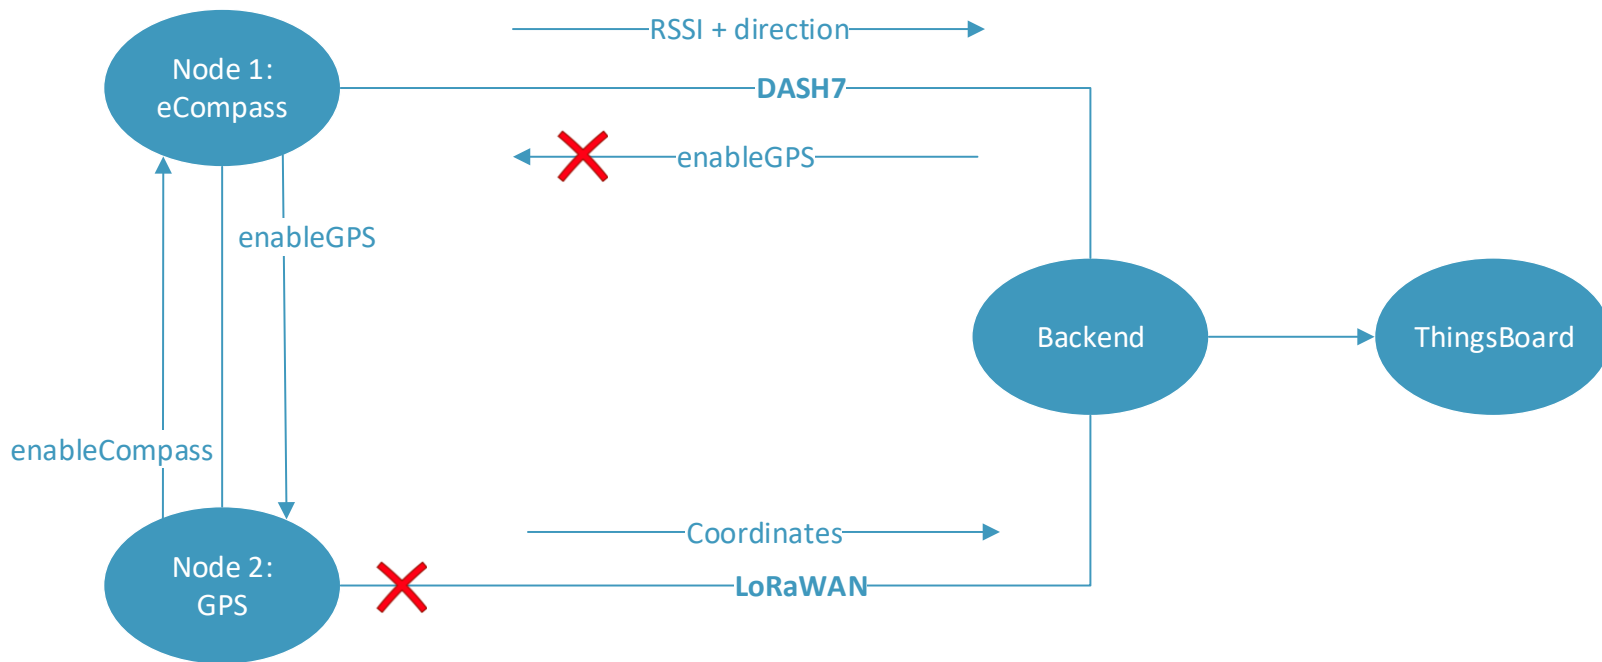 RSSI + direction
Node 1:
eCompass
DASH7
enableGPS
enableGPS
Backend
ThingsBoard
enableCompass
Coordinates
Node 2:
GPS
LoRaWAN